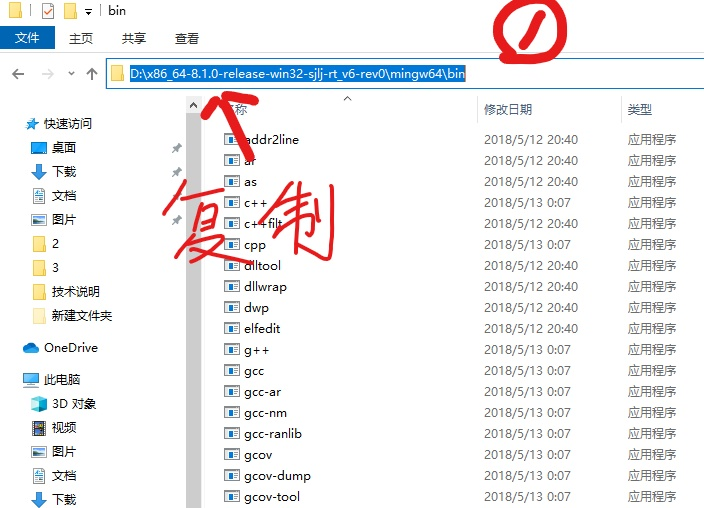 bin
①
文件 主页 共享 查看
D:\x86_64-8.1.0-release-win32-sjlj-rt_v6-rev0\mingw64\bin
名称 修改日期 类型
快速访问
桌面
下载
文档
图片
2
3
技术说明
新建文件夹
OneDrive
此电脑
3D 对象
视频
图片
文档
下载
复制
addr2line 2018/5/12 20:40 应用程序
ar 2018/5/12 20:40 应用程序
as 2018/5/12 20:40 应用程序
c++ 2018/5/13 0:07 应用程序
c++filt 2018/5/12 20:40 应用程序
cpp 2018/5/13 0:07 应用程序
dlltool 2018/5/12 20:40 应用程序
dllwrap 2018/5/12 20:40 应用程序
dwp 2018/5/12 20:40 应用程序
elfedit 2018/5/12 20:40 应用程序
g++ 2018/5/13 0:07 应用程序
gcc 2018/5/13 0:07 应用程序
gcc-ar 2018/5/13 0:07 应用程序
gcc-nm 2018/5/13 0:07 应用程序
gcc-ranlib 2018/5/13 0:07 应用程序
gcov 2018/5/13 0:07 应用程序
gcov-dump 2018/5/13 0:07 应用程序
gcov-tool 2018/5/13 0:07 应用程序